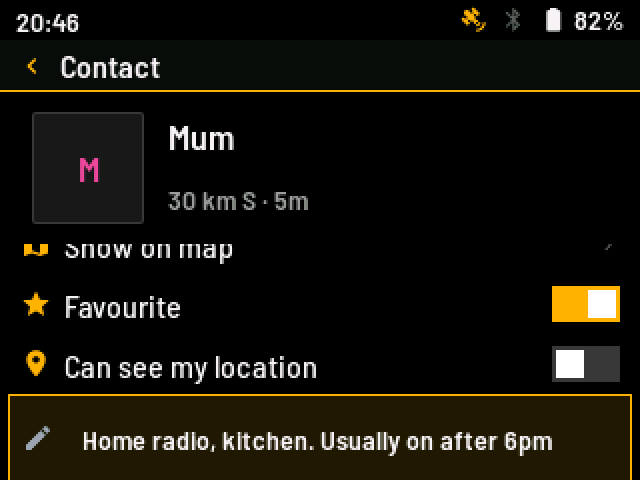 20:46
82%
Contact
M
Mum
30 km S · 5m
Show on map
Favourite
Can see my location
Home radio, kitchen. Usually on after 6pm